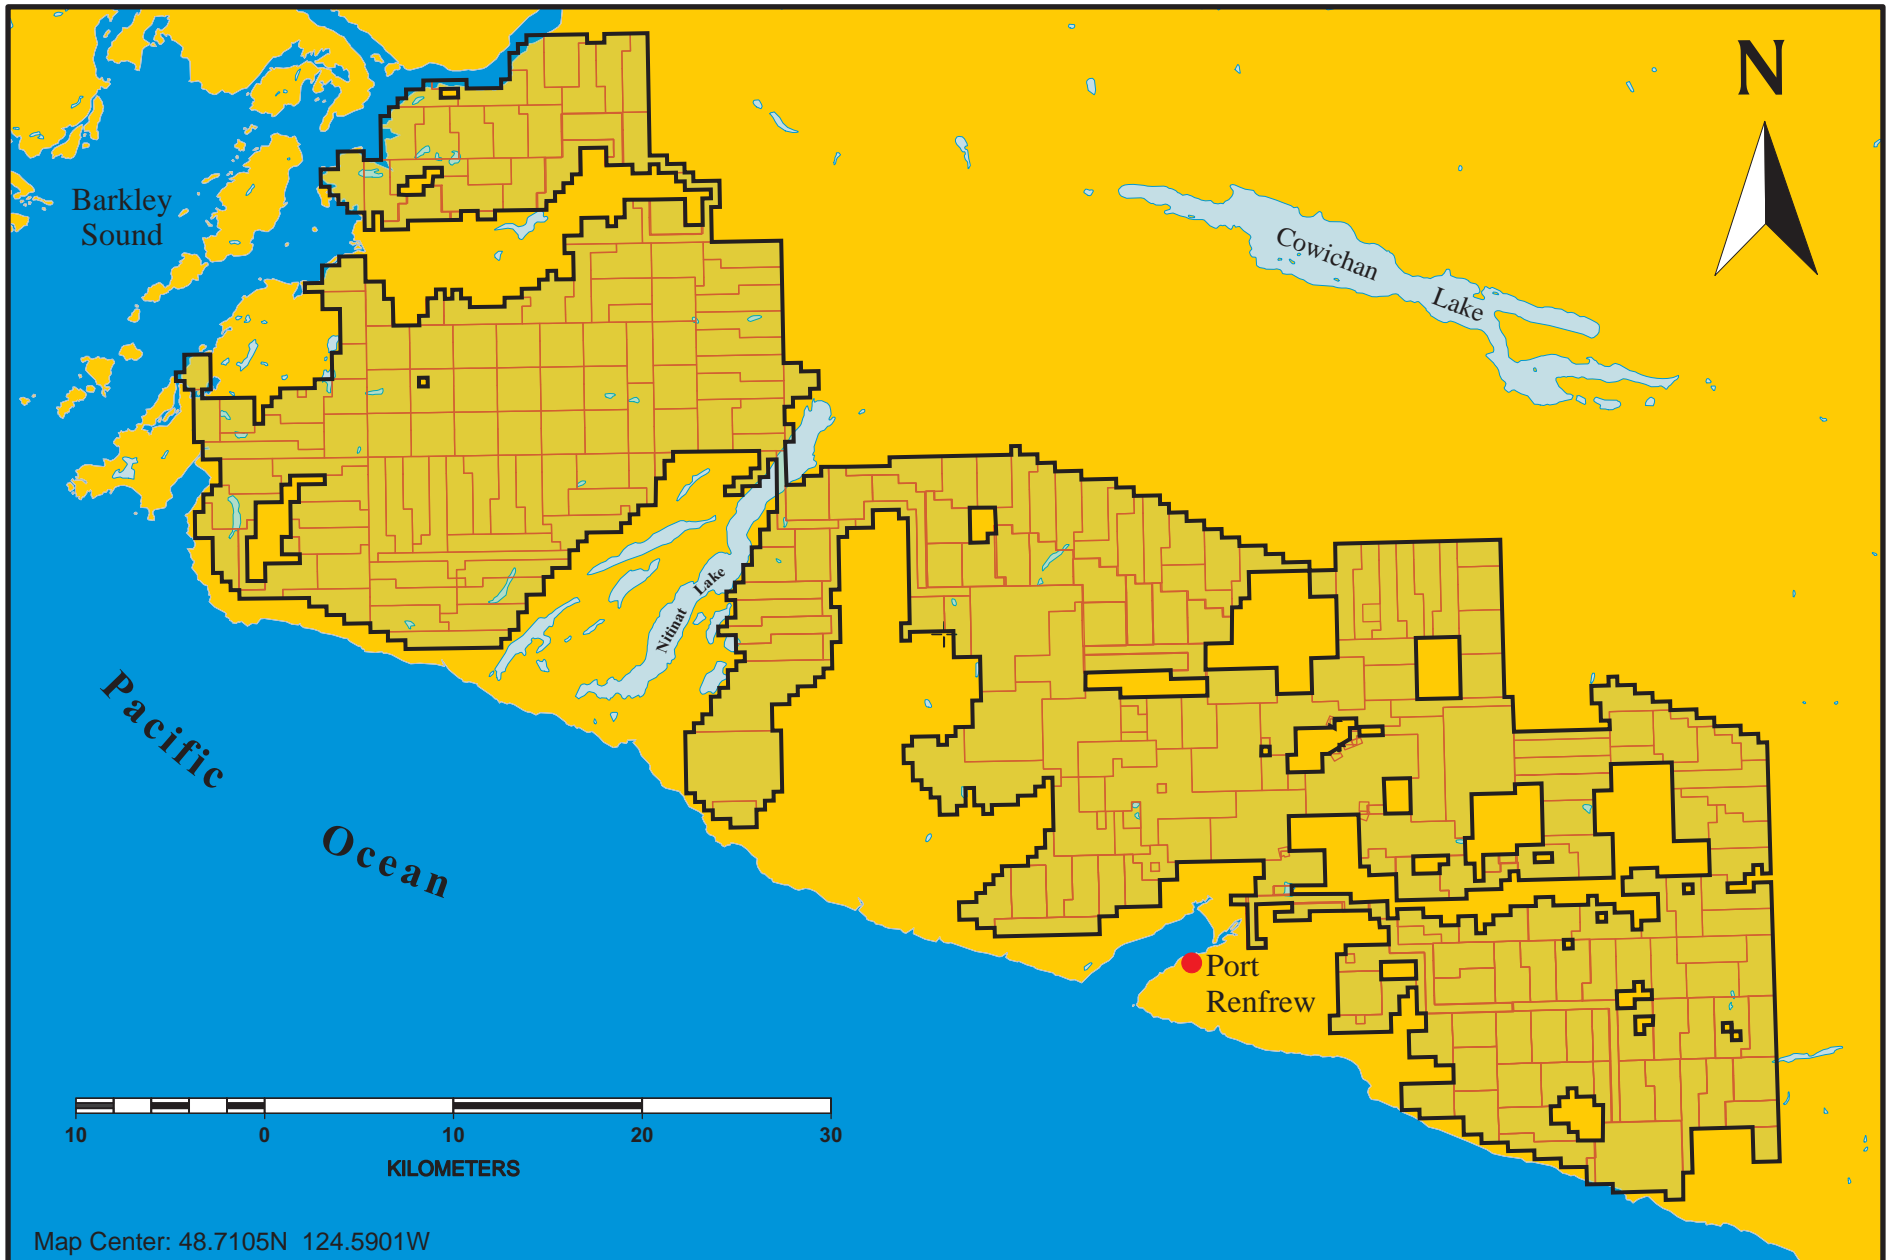 N
Barkley
Sound
Cowichan
Lake
Nitinat Lake
Pacific
Ocean
Port
Renfrew
10 0 10 20 30
KILOMETERS
Map Center: 48.7105N 124.5901W